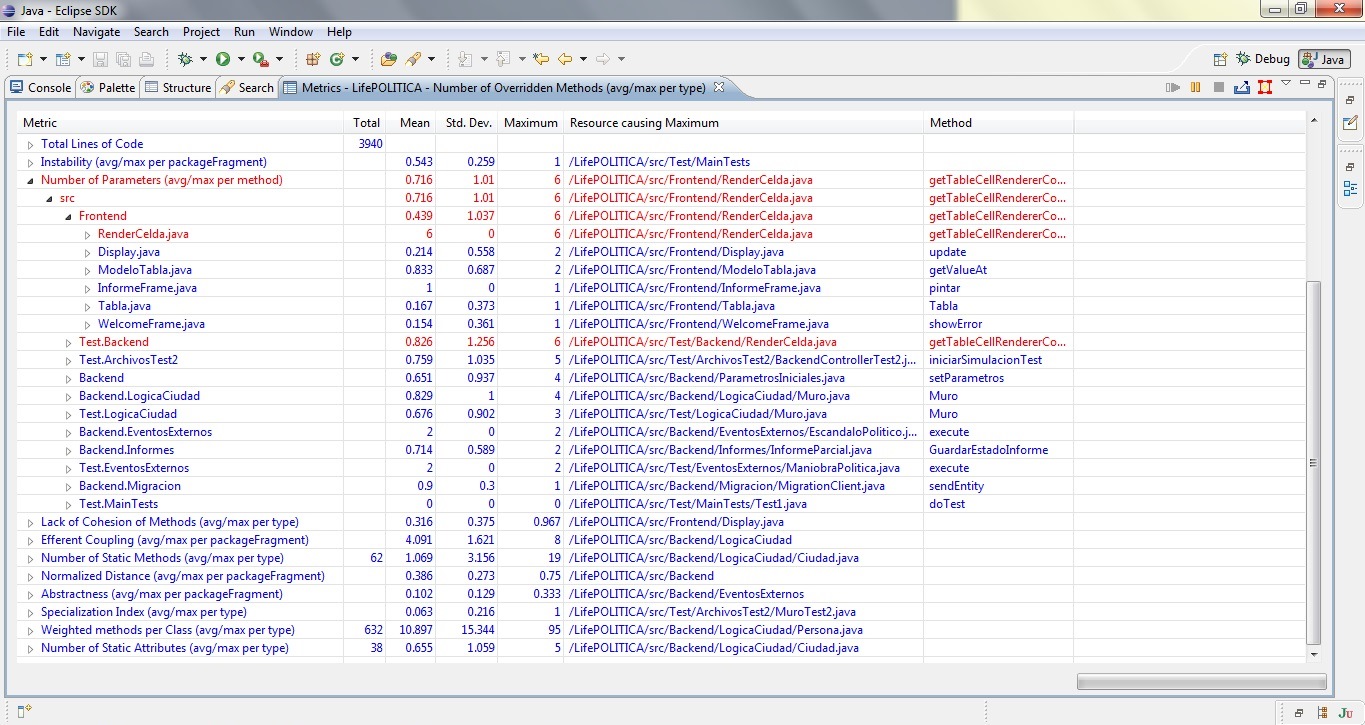 Java - Eclipse SDK
File Edit Navigate Search Project Run Window Help
Debug Java
Console Palette Structure Search Metrics - LifePOLITICA - Number of Overridden Methods (avg/max per type)
Metric Total Mean Std. Dev. Maximum Resource causing Maximum Method
Total Lines of Code 3940
Instability (avg/max per packageFragment) 0.543 0.259 1 /LifePOLITICA/src/Test/MainTests
Number of Parameters (avg/max per method) 0.716 1.01 6 /LifePOLITICA/src/Frontend/RenderCelda.java getTableCellRendererCo...
src 0.716 1.01 6 /LifePOLITICA/src/Frontend/RenderCelda.java getTableCellRendererCo...
Frontend 0.439 1.037 6 /LifePOLITICA/src/Frontend/RenderCelda.java getTableCellRendererCo...
RenderCelda.java 6 0 6 /LifePOLITICA/src/Frontend/RenderCelda.java getTableCellRendererCo...
Display.java 0.214 0.558 2 /LifePOLITICA/src/Frontend/Display.java update
ModeloTabla.java 0.833 0.687 2 /LifePOLITICA/src/Frontend/ModeloTabla.java getValueAt
InformeFrame.java 1 0 1 /LifePOLITICA/src/Frontend/InformeFrame.java pintar
Tabla.java 0.167 0.373 1 /LifePOLITICA/src/Frontend/Tabla.java Tabla
WelcomeFrame.java 0.154 0.361 1 /LifePOLITICA/src/Frontend/WelcomeFrame.java showError
Test.Backend 0.826 1.256 6 /LifePOLITICA/src/Test/Backend/RenderCelda.java getTableCellRendererCo...
Test.ArchivosTest2 0.759 1.035 5 /LifePOLITICA/src/Test/ArchivosTest2/BackendControllerTest2.j... iniciarSimulacionTest
Backend 0.651 0.937 4 /LifePOLITICA/src/Backend/ParametrosIniciales.java setParametros
Backend.LogicaCiudad 0.829 1 4 /LifePOLITICA/src/Backend/LogicaCiudad/Muro.java Muro
Test.LogicaCiudad 0.676 0.902 3 /LifePOLITICA/src/Test/LogicaCiudad/Muro.java Muro
Backend.EventosExternos 2 0 2 /LifePOLITICA/src/Backend/EventosExternos/EscandaloPolitico.j... execute
Backend.Informes 0.714 0.589 2 /LifePOLITICA/src/Backend/Informes/InformeParcial.java GuardarEstadoInforme
Test.EventosExternos 2 0 2 /LifePOLITICA/src/Test/EventosExternos/ManiobraPolitica.java execute
Backend.Migracion 0.9 0.3 1 /LifePOLITICA/src/Backend/Migracion/MigrationClient.java sendEntity
Test.MainTests 0 0 0 /LifePOLITICA/src/Test/MainTests/Test1.java doTest
Lack of Cohesion of Methods (avg/max per type) 0.316 0.375 0.967 /LifePOLITICA/src/Frontend/Display.java
Efferent Coupling (avg/max per packageFragment) 4.091 1.621 8 /LifePOLITICA/src/Backend/LogicaCiudad
Number of Static Methods (avg/max per type) 62 1.069 3.156 19 /LifePOLITICA/src/Backend/LogicaCiudad/Ciudad.java
Normalized Distance (avg/max per packageFragment) 0.386 0.273 0.75 /LifePOLITICA/src/Backend
Abstractness (avg/max per packageFragment) 0.102 0.129 0.333 /LifePOLITICA/src/Backend/EventosExternos
Specialization Index (avg/max per type) 0.063 0.216 1 /LifePOLITICA/src/Test/ArchivosTest2/MuroTest2.java
Weighted methods per Class (avg/max per type) 632 10.897 15.344 95 /LifePOLITICA/src/Backend/LogicaCiudad/Persona.java
Number of Static Attributes (avg/max per type) 38 0.655 1.059 5 /LifePOLITICA/src/Backend/LogicaCiudad/Ciudad.java
Ju